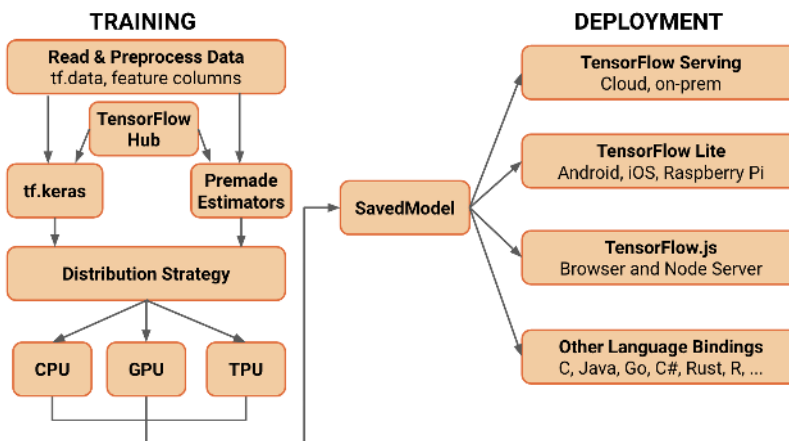 TRAINING
Read & Preprocess Data
tf.data, feature columns
TensorFlow
Hub
tf.keras
Premade
Estimators
Distribution Strategy
CPU
GPU
TPU
SavedModel
DEPLOYMENT
TensorFlow Serving
Cloud, on-prem
TensorFlow Lite
Android, iOS, Raspberry Pi
TensorFlow.js
Browser and Node Server
Other Language Bindings
C, Java, Go, C#, Rust, R, ...